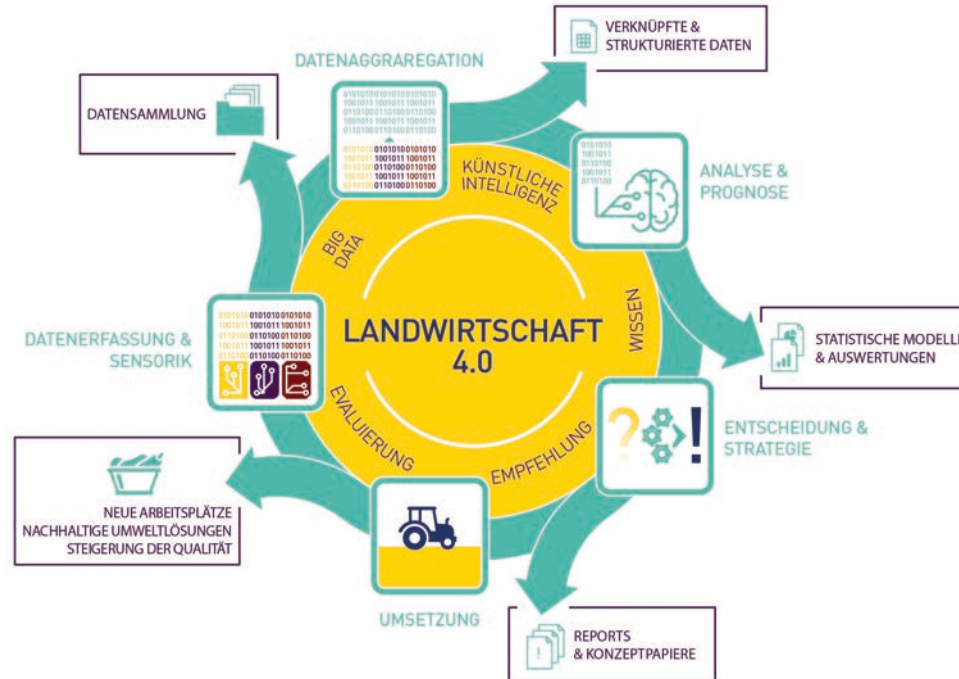 VERKNÜPFTE &
STRUKTURIERTE DATEN
DATENAGGRAREGATION
DATENSAMMLUNG
KÜNSTLICHE
INTELLIGENZ
ANALYSE &
PROGNOSE
BIG
DATA
WISSEN
LANDWIRTSCHAFT
4.0
DATENERFASSUNG &
SENSORIK
STATISTISCHE MODELLE
& AUSWERTUNGEN
EVALUIERUNG
EMPFEHLUNG
?
!
ENTSCHEIDUNG &
STRATEGIE
NEUE ARBEITSPLÄTZE
NACHHALTIGE UMWELTLÖSUNGEN
STEIGERUNG DER QUALITÄT
UMSETZUNG
REPORTS
& KONZEPTPAPIERE